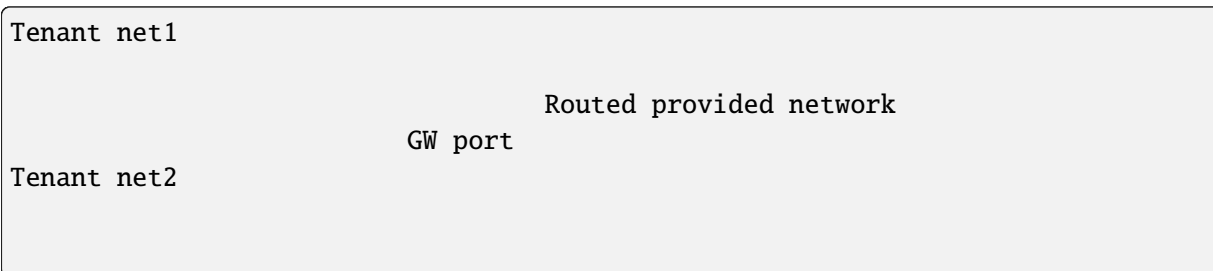 Tenant net1
Routed provided network
GW port
Tenant net2